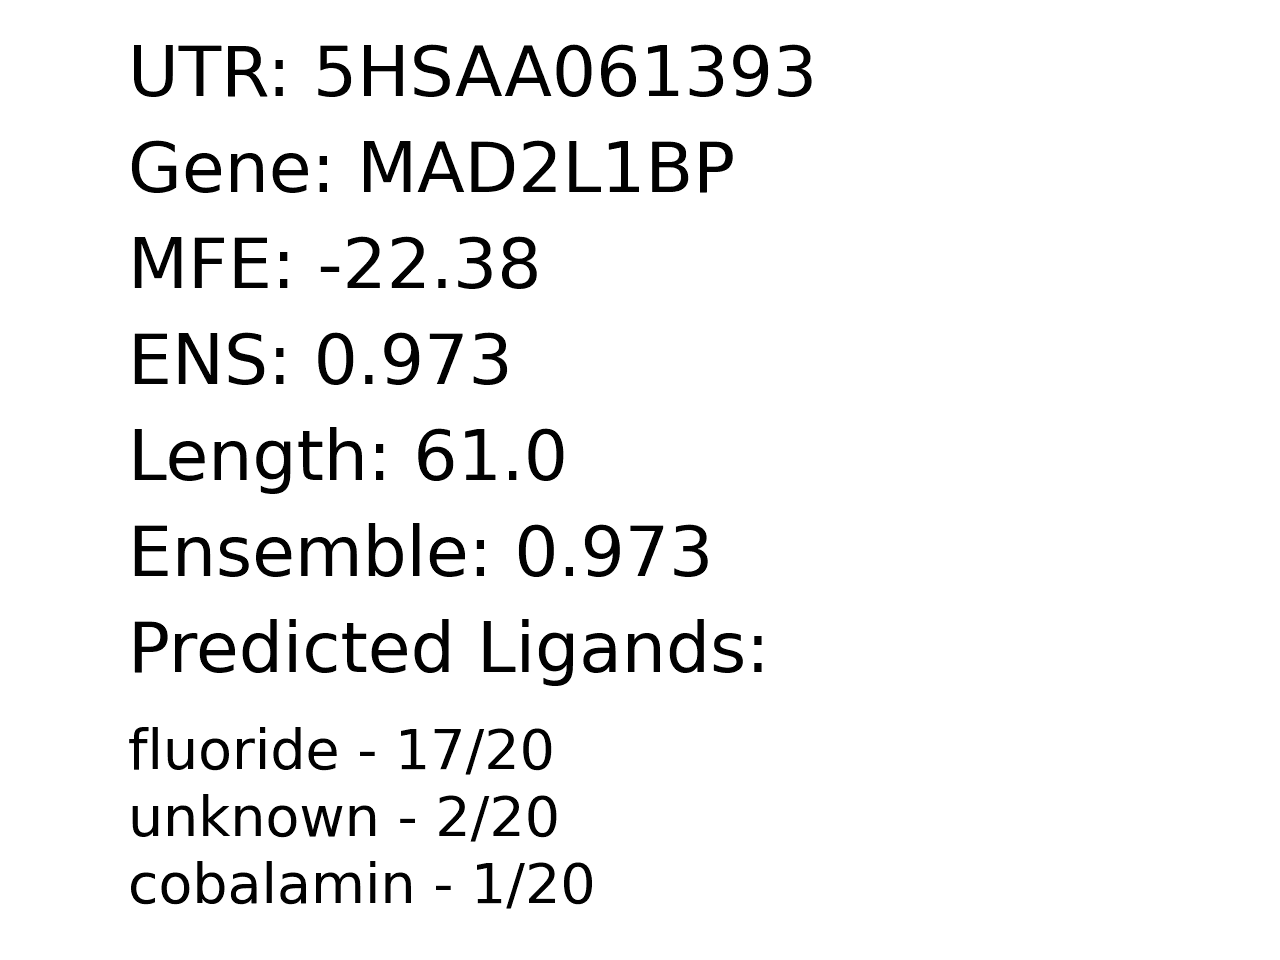 UTR: 5HSAA061393
Gene: MAD2L1BP
MFE: -22.38
ENS: 0.973
Length: 61.0
Ensemble: 0.973
Predicted Ligands:
fluoride - 17/20
unknown - 2/20
cobalamin - 1/20